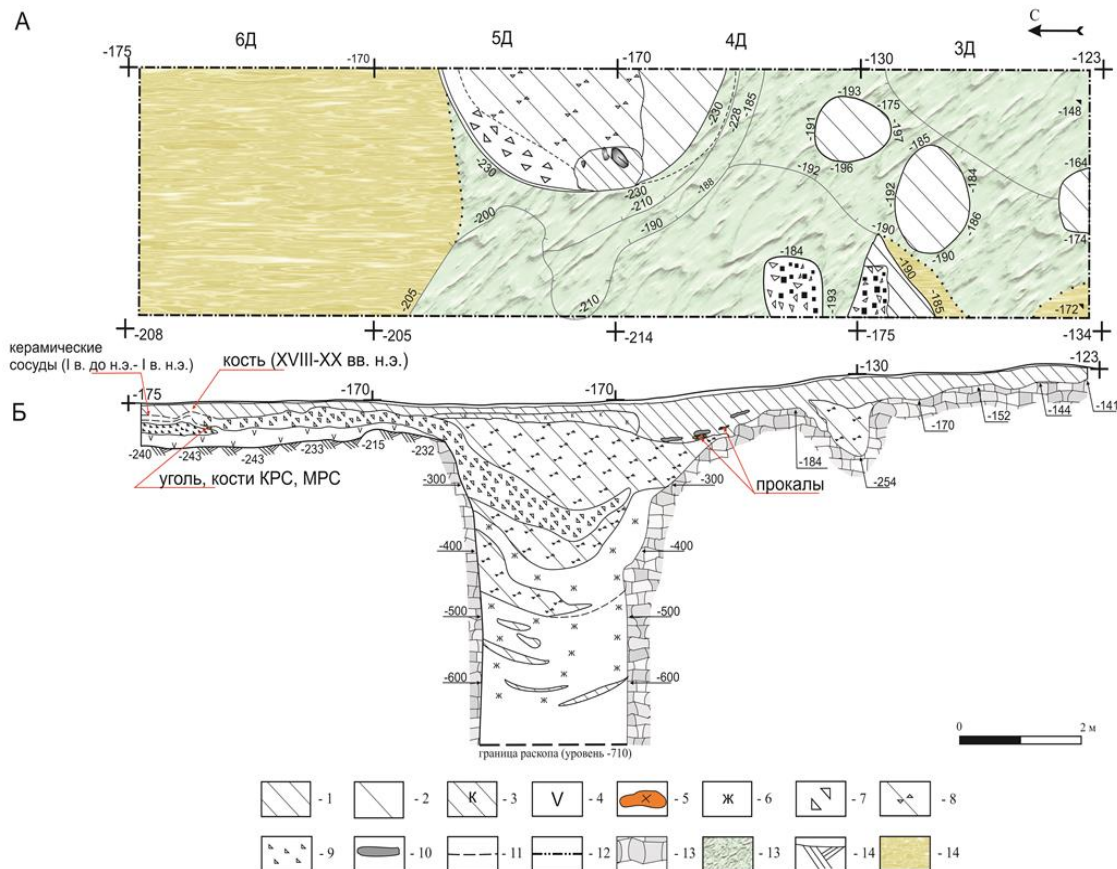 А
С
6Д 5Д 4Д 3Д
-175 -170 -170 -130 -123
-193 -175 -148
-230 -228 -185 -191 -197
-196 -185 -164
-230 -192 -184
-230 -188 -192
-210 -186 -174
-200 -190 -190 -190
-184 -190
-205 -210 -193 -185 -172
-208 -205 -214 -175 -134
керамические
сосуды (I в. до н.э.- I в. н.э.)
кость (XVIII-XX вв. н.э.)
Б
-175 -170 -170 -130 -123
-141
-144
-152
-170
-240 -243 -243 -233 -215 -232 -184
-254
уголь, кости КРС, МРС
прокалы
-300 -300
-400 -400
-500 -500
-600 -600
граница раскопа (уровень -710)
0 2 м
- 1 - 2 К - 3 V - 4 - 5 ж - 6 - 7 - 8
- 9 - 10 - 11 - 12 - 13 - 13 - 14 - 14